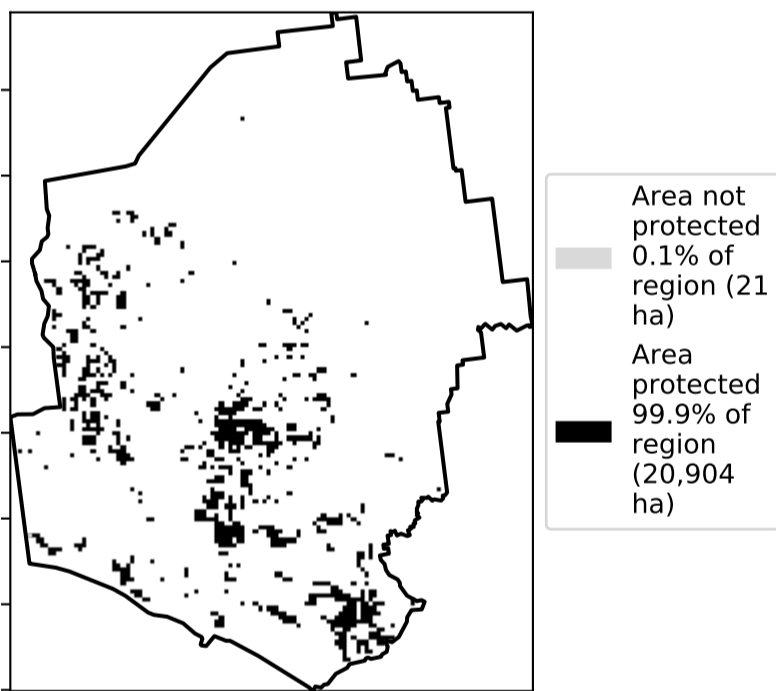 Area not
protected
0.1% of
region (21
ha)
Area
protected
99.9% of
region
(20,904
ha)